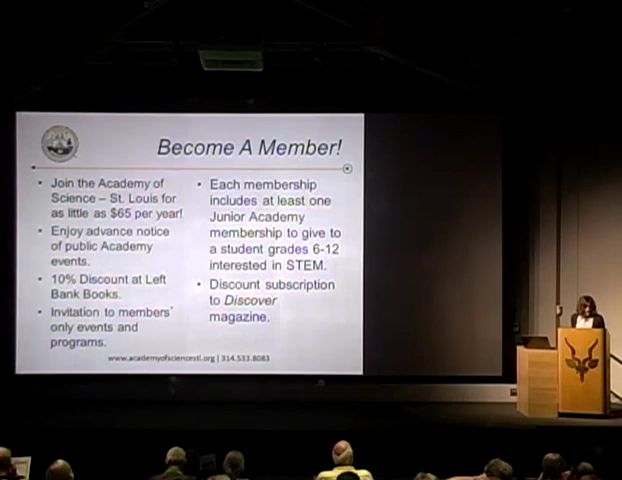 Become A Member!
• Join the Academy of
Science – St. Louis for
as little as $65 per year!
• Enjoy advance notice
of public Academy
events.
• 10% Discount at Left
Bank Books.
• Invitation to members'
only events and
programs.
• Each membership
includes at least one
Junior Academy
membership to give to
a student grades 6-12
interested in STEM.
• Discount subscription
to Discover
magazine.
www.academyofsciencestl.org | 314.533.8083